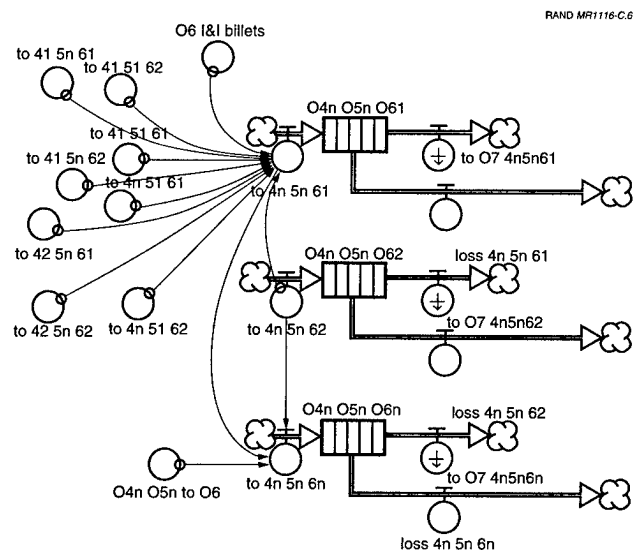 RAND MR1116-C.6
O6 I&I billets
to 41 5n 61
to 41 51 62
O4n O5n O61
to 41 51 61
to O7 4n5n61
to 41 5n 62
to 4n 51 61
to 4n 5n 61
to 42 5n 61
O4n O5n O62
loss 4n 5n 61
to 42 5n 62
to 4n 51 62
to 4n 5n 62
to O7 4n5n62
O4n O5n O6n
loss 4n 5n 62
O4n O5n to O6
to 4n 5n 6n
to O7 4n5n6n
loss 4n 5n 6n